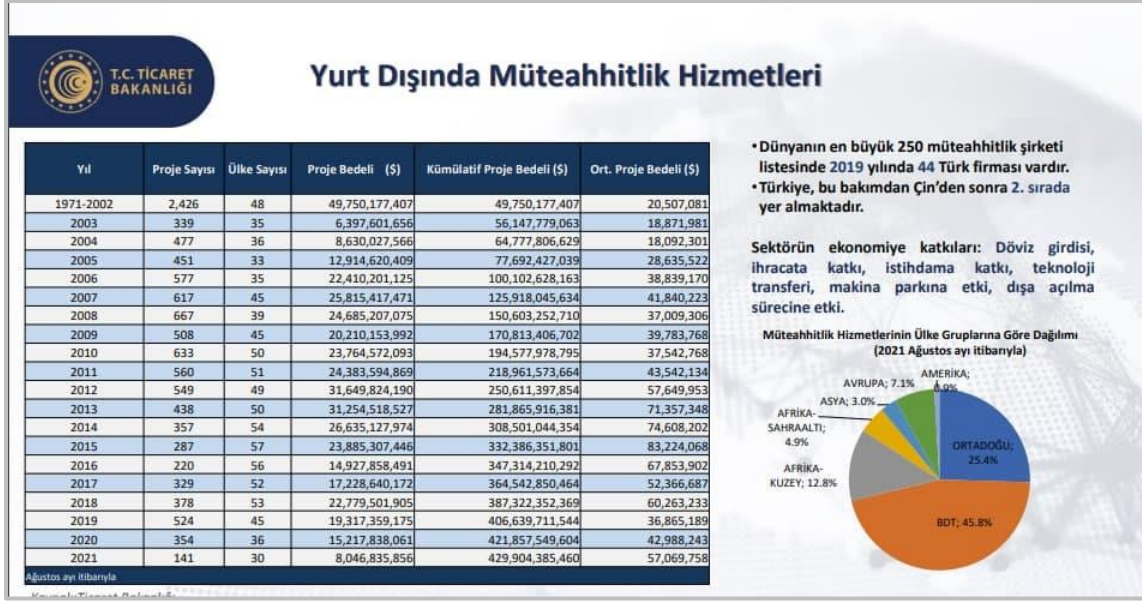 T.C. TİCARET
BAKANLIĞI
Yurt Dışında Müteahhitlik Hizmetleri
Yıl Proje Sayısı Ülke Sayısı Proje Bedeli ($) Kümülatif Proje Bedeli ($) Ort. Proje Bedeli ($)
1971-2002 2,426 48 49,750,177,407 49,750,177,407 20,507,081
2003 339 35 6,397,601,656 56,147,779,063 18,871,981
2004 477 36 8,630,027,566 64,777,806,629 18,092,301
2005 451 33 12,914,620,409 77,692,427,039 28,635,522
2006 577 35 22,410,201,125 100,102,628,163 38,839,170
2007 617 45 25,815,417,471 125,918,045,634 41,840,223
2008 667 39 24,685,207,075 150,603,252,710 37,009,306
2009 508 45 20,210,153,992 170,813,406,702 39,783,768
2010 633 50 23,764,572,093 194,577,978,795 37,542,768
2011 560 51 24,383,594,869 218,961,573,664 43,542,134
2012 549 49 31,649,824,190 250,611,397,854 57,649,953
2013 438 50 31,254,518,527 281,865,916,381 71,357,348
2014 357 54 26,635,127,974 308,501,044,354 74,608,202
2015 287 57 23,885,307,446 332,386,351,801 83,224,068
2016 220 56 14,927,858,491 347,314,210,292 67,853,902
2017 329 52 17,228,640,172 364,542,850,464 52,366,687
2018 378 53 22,779,501,905 387,322,352,369 60,263,233
2019 524 45 19,317,359,175 406,639,711,544 36,865,189
2020 354 36 15,217,838,061 421,857,549,604 42,988,243
2021 141 30 8,046,835,856 429,904,385,460 57,069,758
Ağustos ayı itibarıyla
•Dünyanın en büyük 250 müteahhitlik şirketi
listesinde 2019 yılında 44 Türk firması vardır.
•Türkiye, bu bakımdan Çin'den sonra 2. sırada
yer almaktadır.
Sektörün ekonomiye katkıları: Döviz girdisi,
ihracata katkı, istihdama katkı, teknoloji
transferi, makina parkına etki, dışa açılma
sürecine etki.
Müteahhitlik Hizmetlerinin Ülke Gruplarına Göre Dağılımı
(2021 Ağustos ayı itibarıyla)
AMERİKA;
0.9%
AVRUPA; 7.1%
ASYA; 3.0%
AFRİKA-
SAHRAALTI;
4.9%
AFRİKA-
KUZEY; 12.8%
ORTADOĞU;
25.4%
BDT; 45.8%